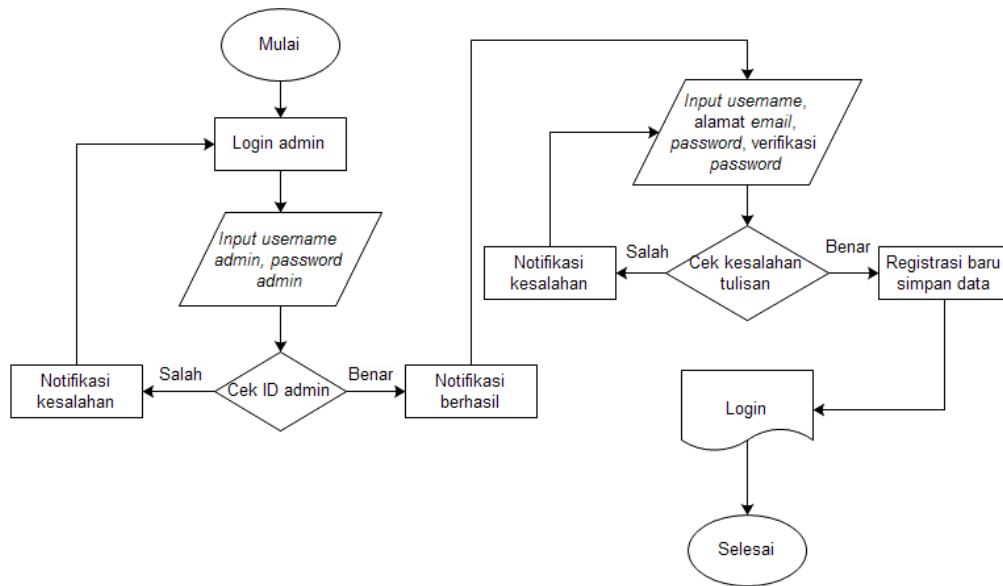 Mulai
Login admin
Input username
admin, password
admin
Cek ID admin
Salah
Notifikasi
kesalahan
Benar
Notifikasi
berhasil
Input username,
alamat email,
password, verifikasi
password
Cek kesalahan
tulisan
Salah
Notifikasi
kesalahan
Benar
Registrasi baru
simpan data
Login
Selesai